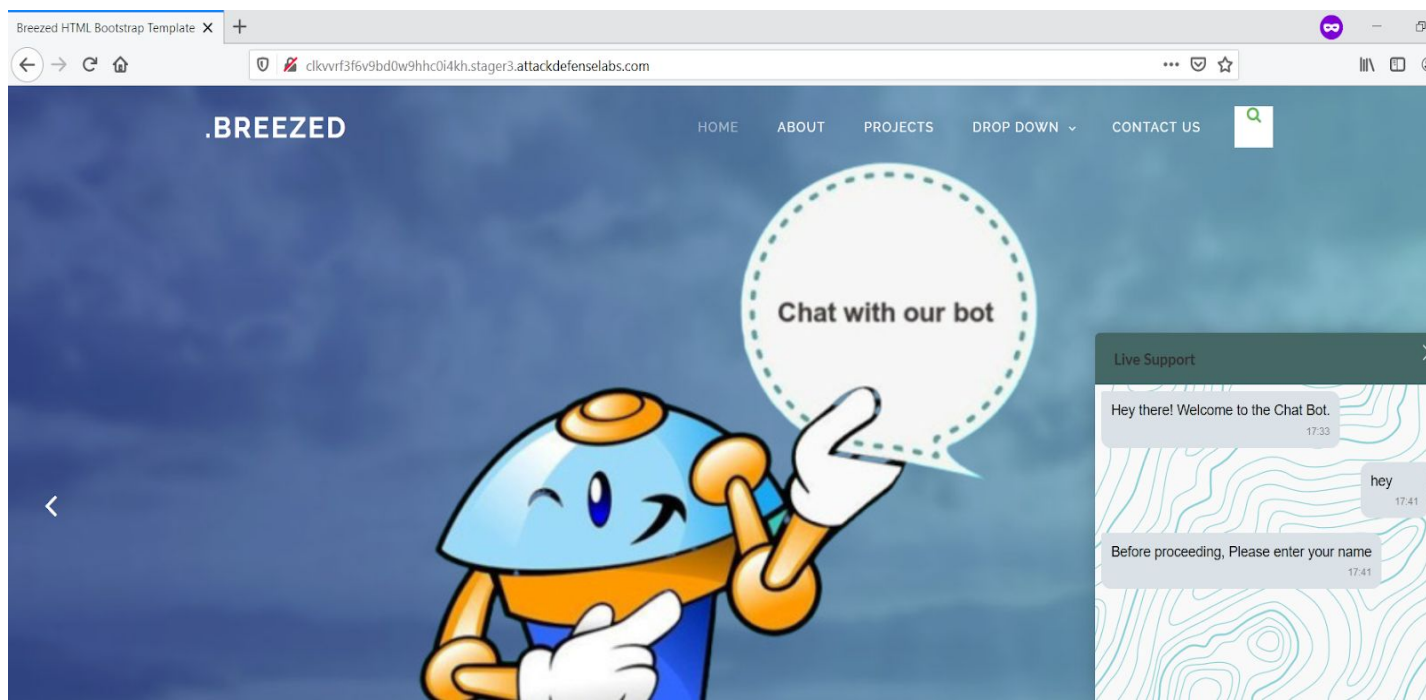 Breezed HTML Bootstrap Template
clkvvrf3f6v9bd0w9hhc0i4kh.stager3.attackdefenselabs.com
.BREEZED
HOME ABOUT PROJECTS DROP DOWN CONTACT US
Chat with our bot
Live Support
Hey there! Welcome to the Chat Bot.
17:33
hey
17:41
Before proceeding, Please enter your name
17:41